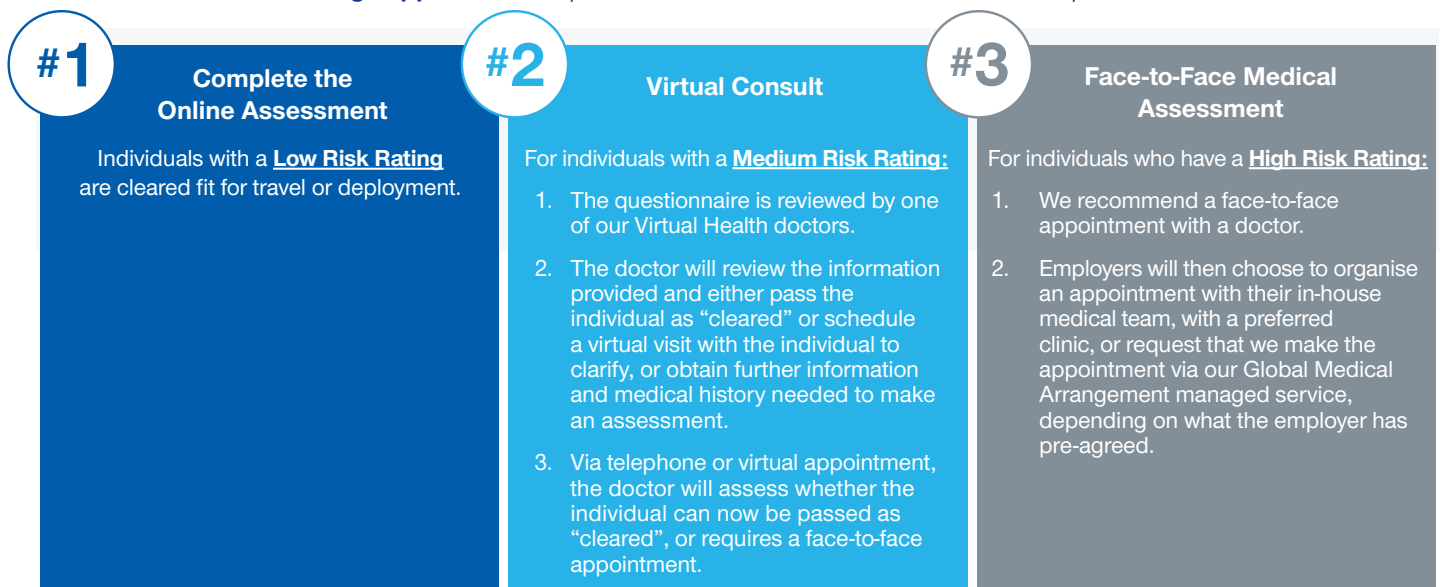 #1
Complete the
Online Assessment
Individuals with a Low Risk Rating
are cleared fit for travel or deployment.
#2
Virtual Consult
For individuals with a Medium Risk Rating:
1. The questionnaire is reviewed by one
of our Virtual Health doctors.
2. The doctor will review the information
provided and either pass the
individual as “cleared” or schedule
a virtual visit with the individual to
clarify, or obtain further information
and medical history needed to make
an assessment.
3. Via telephone or virtual appointment,
the doctor will assess whether the
individual can now be passed as
“cleared”, or requires a face-to-face
appointment.
#3
Face-to-Face Medical
Assessment
For individuals who have a High Risk Rating:
1. We recommend a face-to-face
appointment with a doctor.
2. Employers will then choose to organise
an appointment with their in-house
medical team, with a preferred
clinic, or request that we make the
appointment via our Global Medical
Arrangement managed service,
depending on what the employer has
pre-agreed.